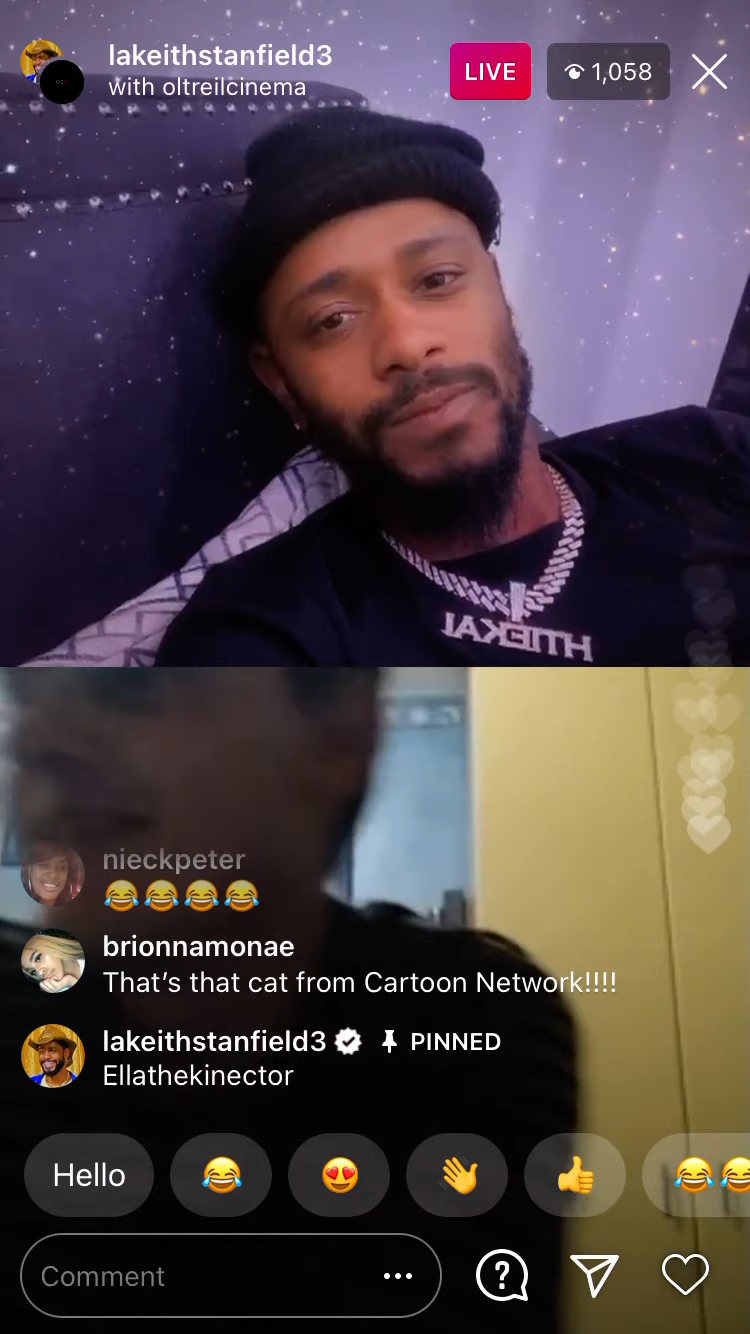 lakeithstanfield3
with oltreilcinema
LIVE
1,058
LAKEITH
nieckpeter
😂😂😂😂
brionnamonae
That’s that cat from Cartoon Network!!!!
lakeithstanfield3 PINNED
Ellathekinector
Hello
Comment